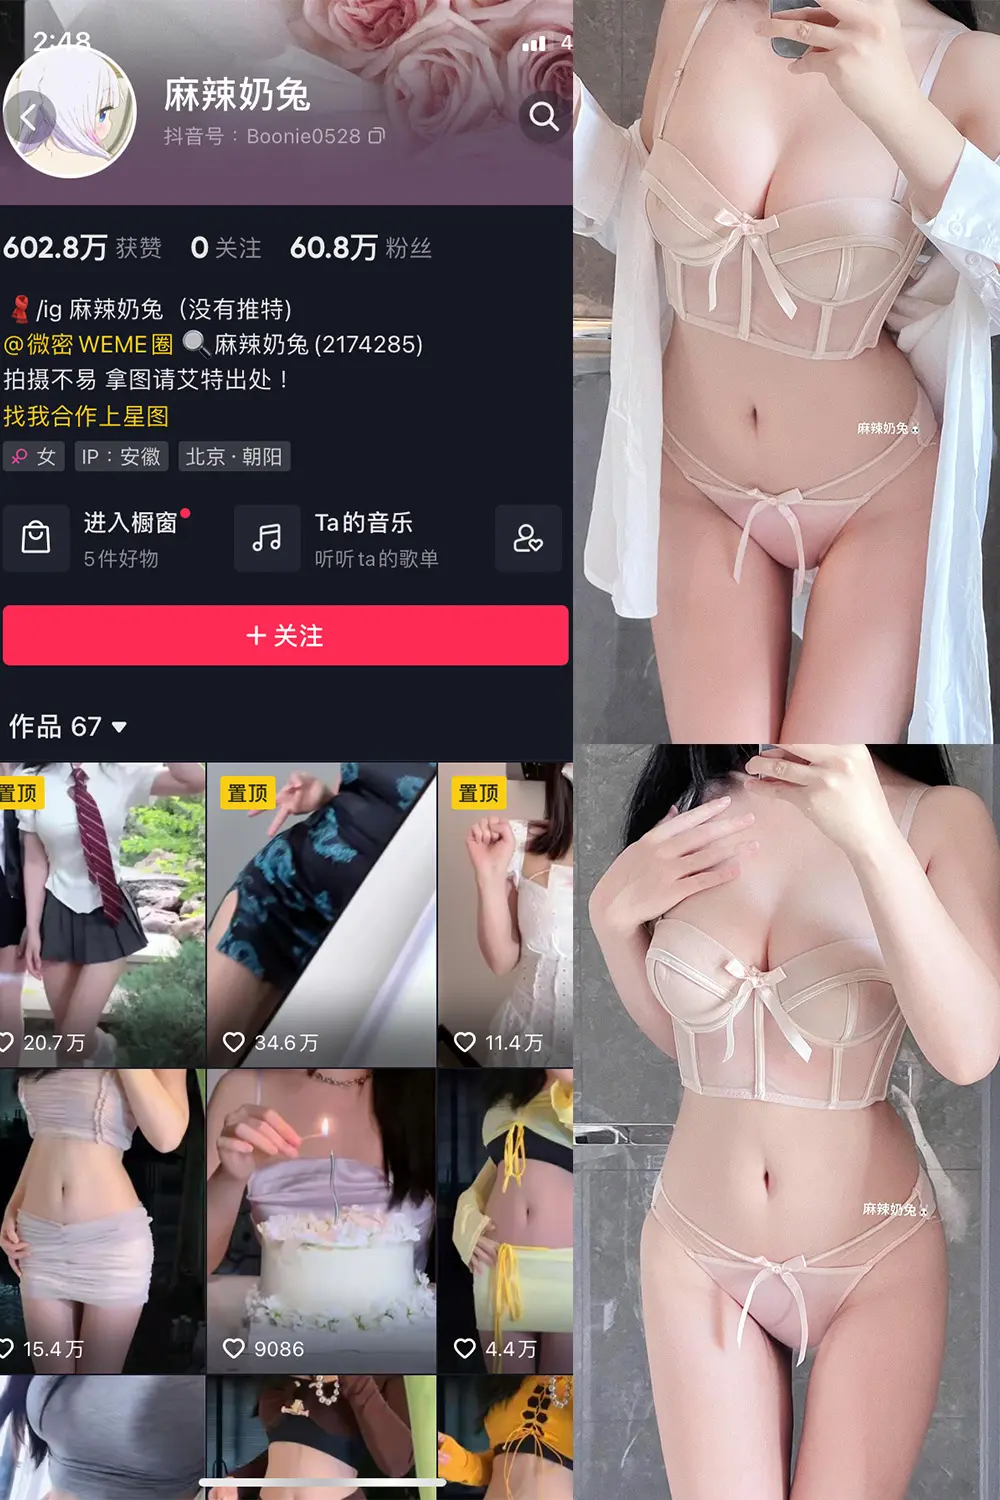 2:48
4
麻辣奶兔
抖音号：Boonie0528
602.8万 获赞 0 关注 60.8万 粉丝
/ig 麻辣奶兔（没有推特)
@微密 WEME圈 麻辣奶兔 (2174285)
拍摄不易 拿图请艾特出处！
找我合作上星图
女 IP：安徽 北京·朝阳
进入橱窗 Ta的音乐
5件好物 听听ta的歌单
+ 关注
作品 67
置顶 置顶 置顶
20.7万 34.6万 11.4万
15.4万 9086 4.4万
麻辣奶兔
麻辣奶兔